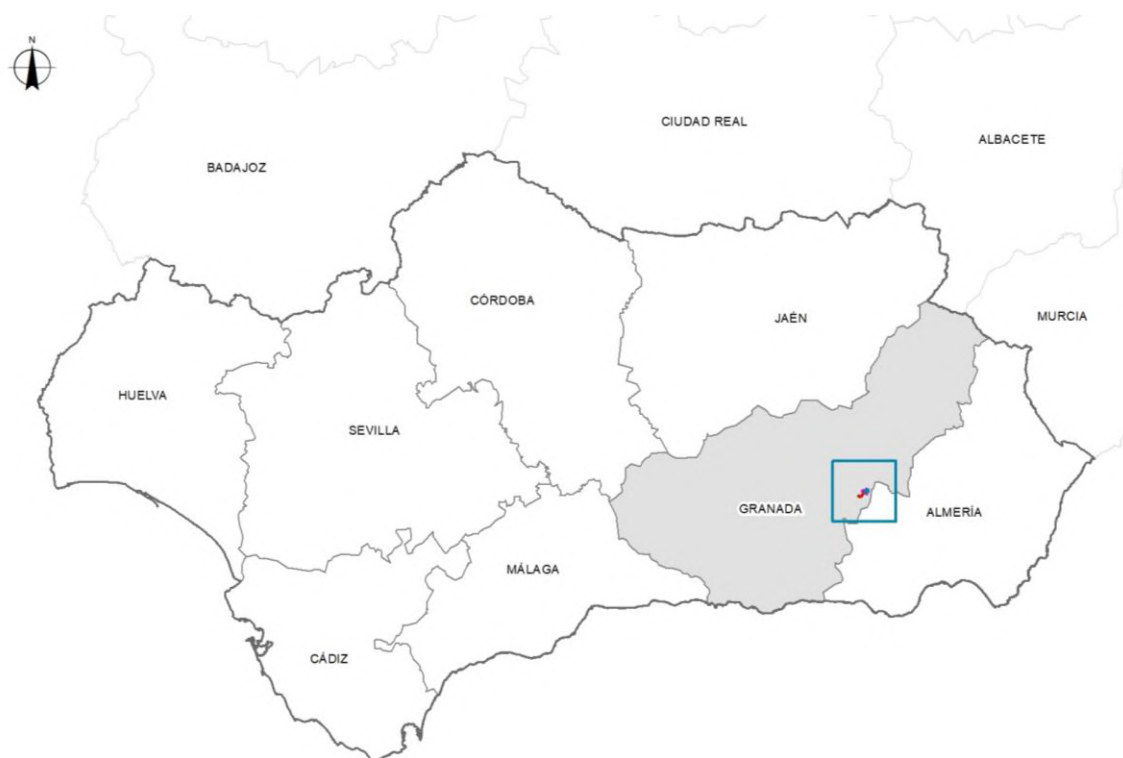 N
CIUDAD REAL
ALBACETE
BADAJOZ
CÓRDOBA
JAÉN
MURCIA
HUELVA
SEVILLA
GRANADA
ALMERÍA
MÁLAGA
CÁDIZ